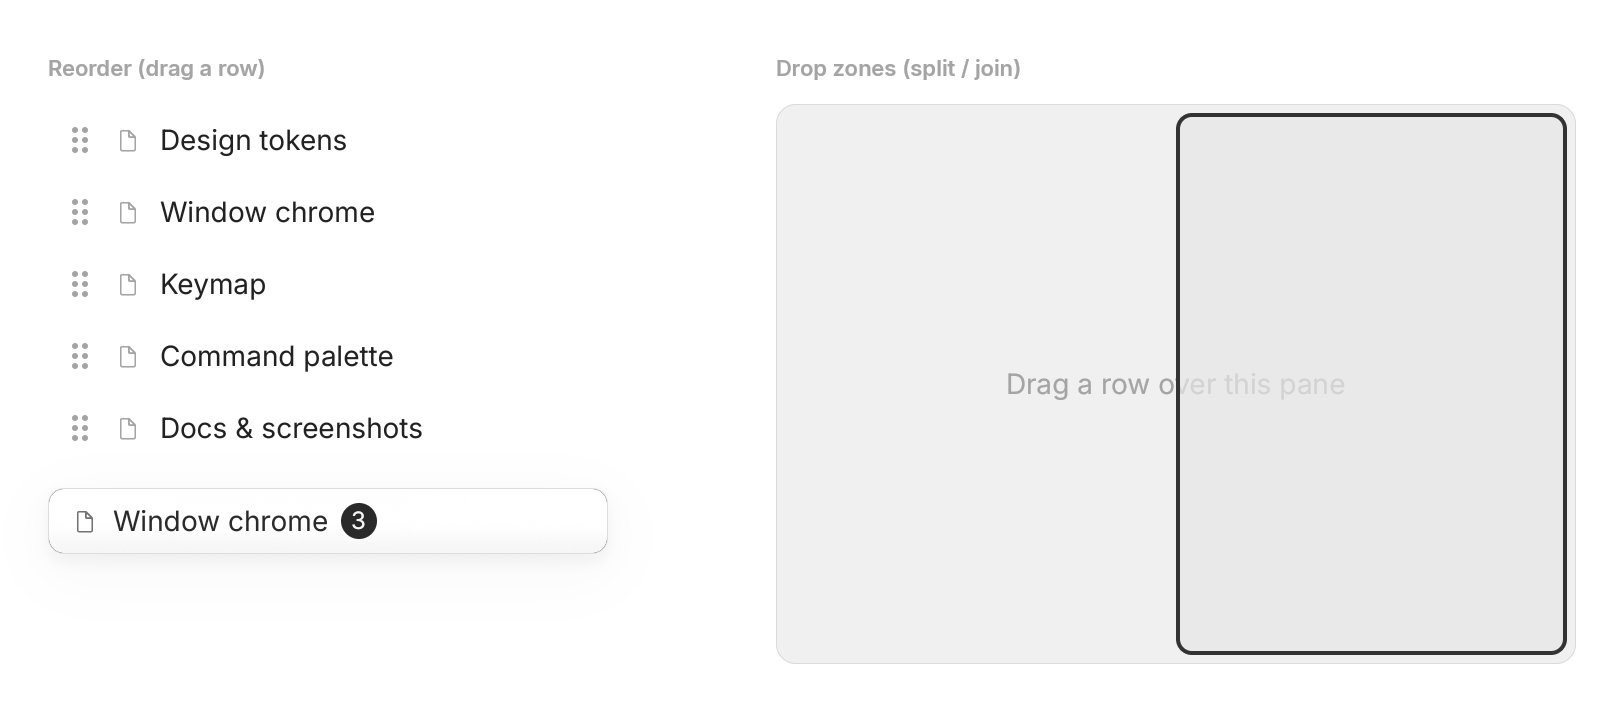 Reorder (drag a row)
Design tokens
Window chrome
Keymap
Command palette
Docs & screenshots
Window chrome 3
Drop zones (split / join)
Drag a row over this pane